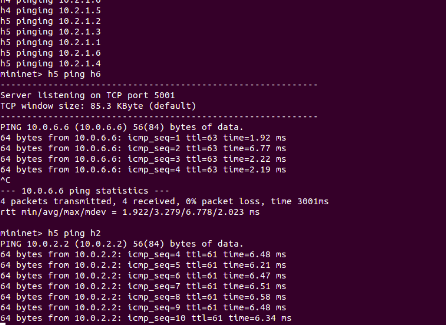 h4 pinging 10.2.1.6
h4 pinging 10.2.1.5
h5 pinging 10.2.1.2
h5 pinging 10.2.1.3
h5 pinging 10.2.1.1
h5 pinging 10.2.1.6
h5 pinging 10.2.1.4
mininet> h5 ping h6
------------------------------------------------------------
Server listening on TCP port 5001
TCP window size: 85.3 KByte (default)
------------------------------------------------------------
PING 10.0.6.6 (10.0.6.6) 56(84) bytes of data.
64 bytes from 10.0.6.6: icmp_seq=1 ttl=63 time=1.92 ms
64 bytes from 10.0.6.6: icmp_seq=2 ttl=63 time=6.77 ms
64 bytes from 10.0.6.6: icmp_seq=3 ttl=63 time=2.22 ms
64 bytes from 10.0.6.6: icmp_seq=4 ttl=63 time=2.19 ms
^C
--- 10.0.6.6 ping statistics ---
4 packets transmitted, 4 received, 0% packet loss, time 3001ms
rtt min/avg/max/mdev = 1.922/3.279/6.778/2.023 ms
mininet> h5 ping h2
PING 10.0.2.2 (10.0.2.2) 56(84) bytes of data.
64 bytes from 10.0.2.2: icmp_seq=4 ttl=61 time=6.48 ms
64 bytes from 10.0.2.2: icmp_seq=5 ttl=61 time=6.21 ms
64 bytes from 10.0.2.2: icmp_seq=6 ttl=61 time=6.47 ms
64 bytes from 10.0.2.2: icmp_seq=7 ttl=61 time=6.51 ms
64 bytes from 10.0.2.2: icmp_seq=8 ttl=61 time=6.58 ms
64 bytes from 10.0.2.2: icmp_seq=9 ttl=61 time=6.48 ms
64 bytes from 10.0.2.2: icmp_seq=10 ttl=61 time=6.34 ms